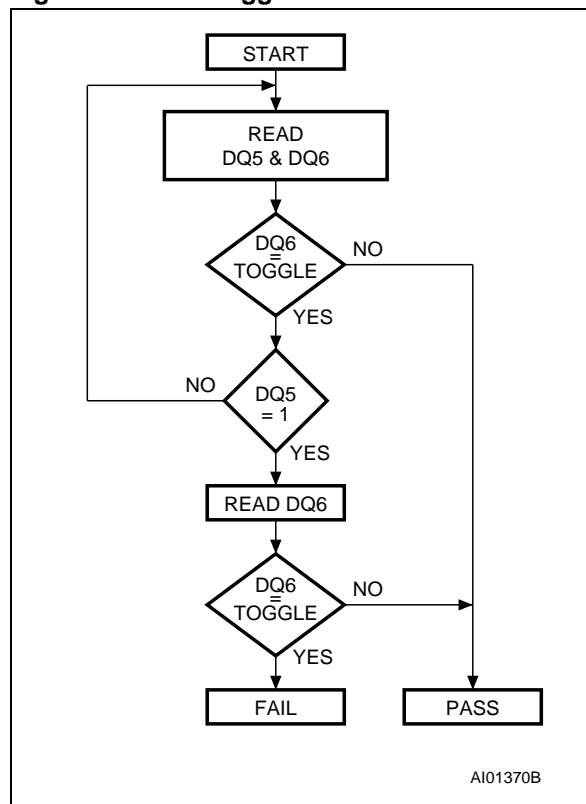 START
READ
DQ5 & DQ6
DQ6
=
TOGGLE
NO
YES
NO
DQ5
= 1
YES
READ DQ6
DQ6
=
TOGGLE
NO
YES
FAIL
PASS
AI01370B